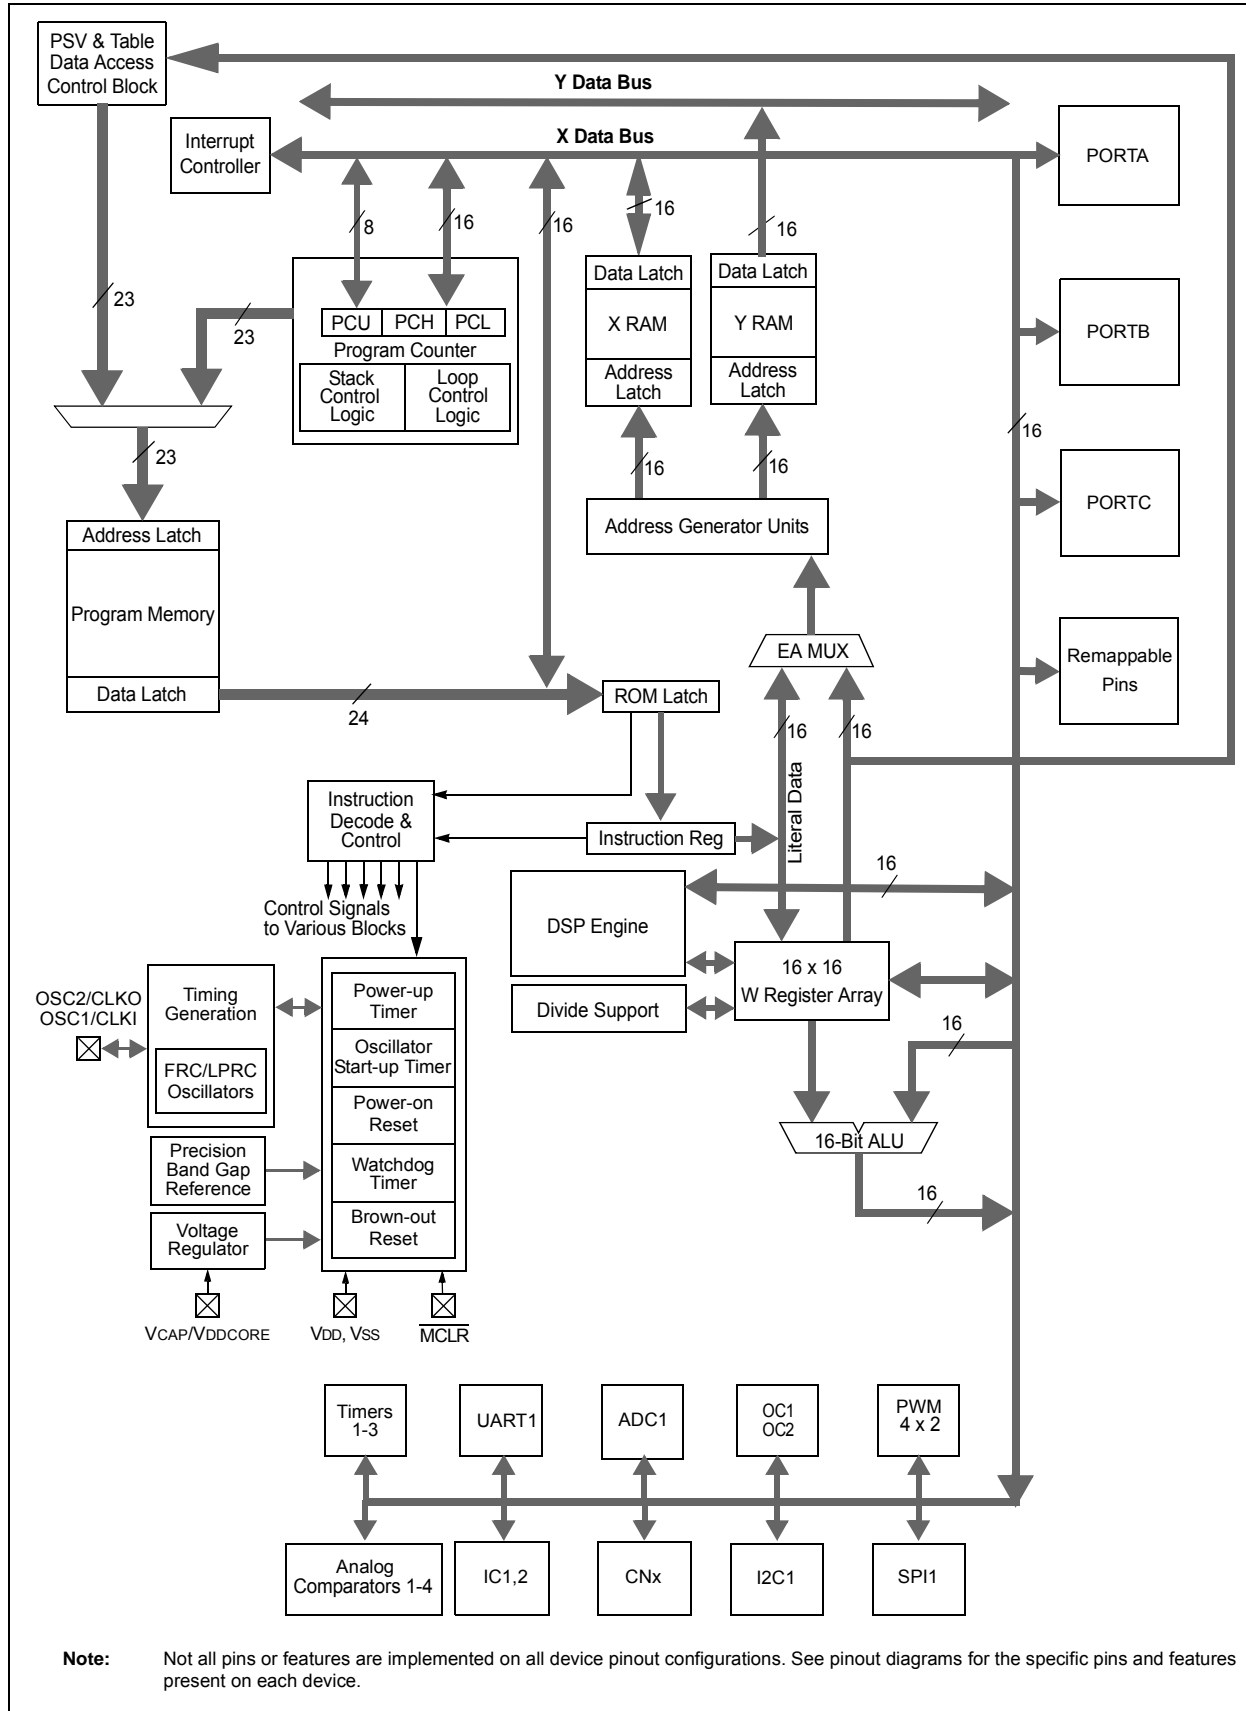 PSV & Table
Data Access
Control Block
Y Data Bus
X Data Bus
Interrupt
Controller
PORTA
8
16
16
16
16
Data Latch
Data Latch
23
23
PCU
PCH
PCL
X RAM
Y RAM
PORTB
Program Counter
Stack
Control
Logic
Loop
Control
Logic
Address
Latch
Address
Latch
16
23
16
16
PORTC
Address Latch
Address Generator Units
Program Memory
EA MUX
Remappable
Pins
Data Latch
24
ROM Latch
16
16
Literal Data
Instruction
Decode &
Control
Instruction Reg
16
Control Signals
to Various Blocks
DSP Engine
16 x 16
W Register Array
Divide Support
OSC2/CLKO
OSC1/CLKI
Timing
Generation
FRC/LPRC
Oscillators
Power-up
Timer
Oscillator
Start-up Timer
Power-on
Reset
Watchdog
Timer
Brown-out
Reset
16
16-Bit ALU
16
Precision
Band Gap
Reference
Voltage
Regulator
VCAP/VDDCORE
VDD, VSS
MCLR
Timers
1-3
UART1
ADC1
OC1
OC2
PWM
4 x 2
Analog
Comparators 1-4
IC1,2
CNx
I2C1
SPI1
Note: Not all pins or features are implemented on all device pinout configurations. See pinout diagrams for the specific pins and features
present on each device.